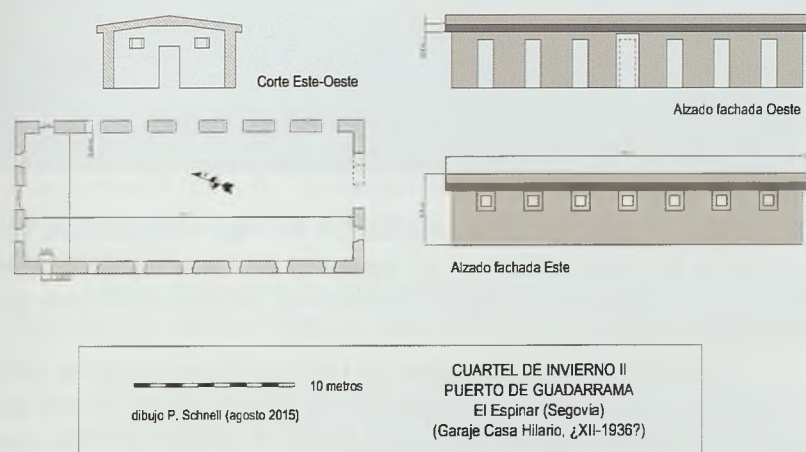 Corte Este-Oeste
Alzado fachada Oeste
Alzado fachada Este
10 metros
dibujo P. Schnell (agosto 2015)
CUARTEL DE INVIERNO II
PUERTO DE GUADARRAMA
El Espinar (Segovia)
(Garaje Casa Hilario, ¿XII-1936?)